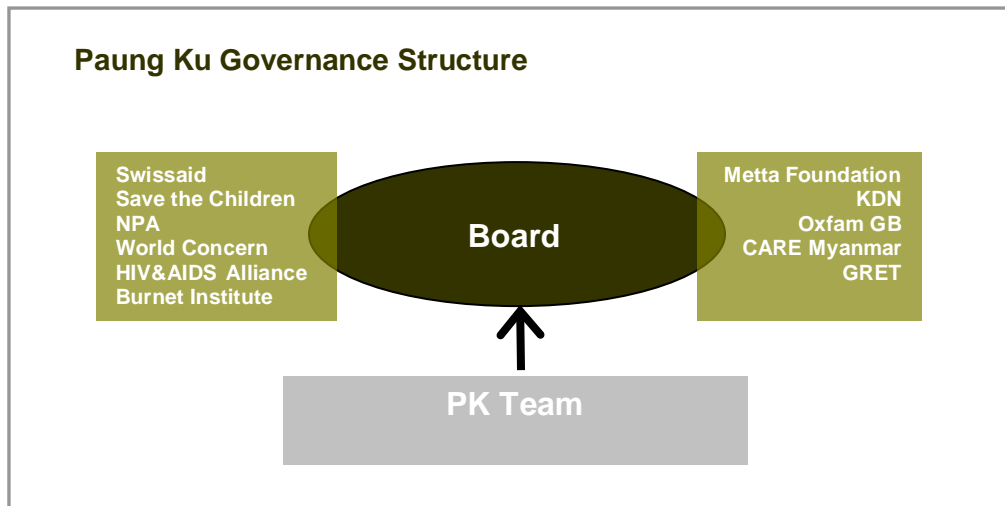 Paung Ku Governance Structure
Swissaid
Save the Children
NPA
World Concern
HIV&AIDS Alliance
Burnet Institute
Board
Metta Foundation
KDN
Oxfam GB
CARE Myanmar
GRET
PK Team